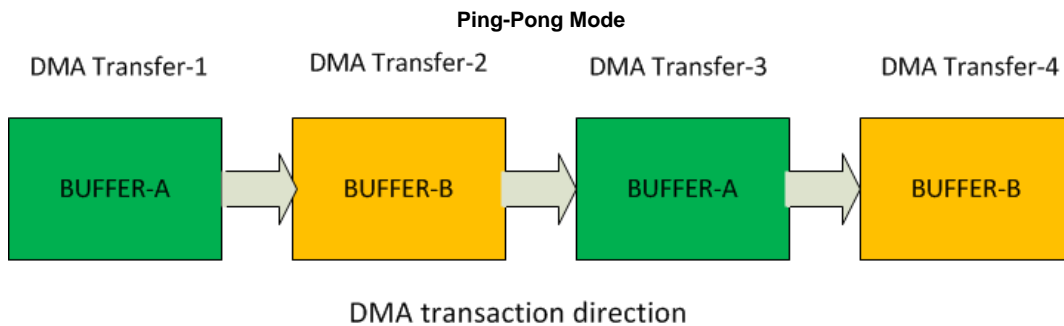 Ping-Pong Mode
DMA Transfer-1 DMA Transfer-2 DMA Transfer-3 DMA Transfer-4
BUFFER-A BUFFER-B BUFFER-A BUFFER-B
DMA transaction direction